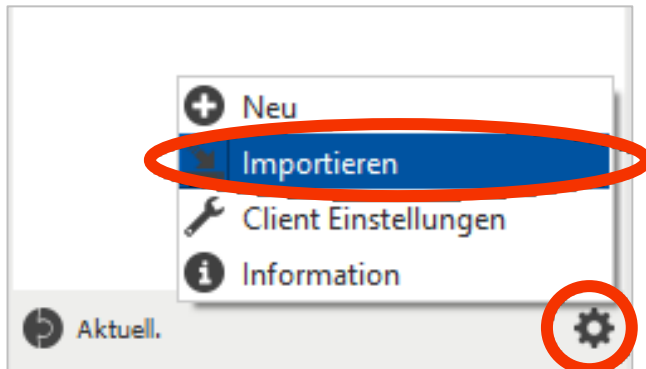 Neu
Importieren
Client Einstellungen
Information
Aktuell.